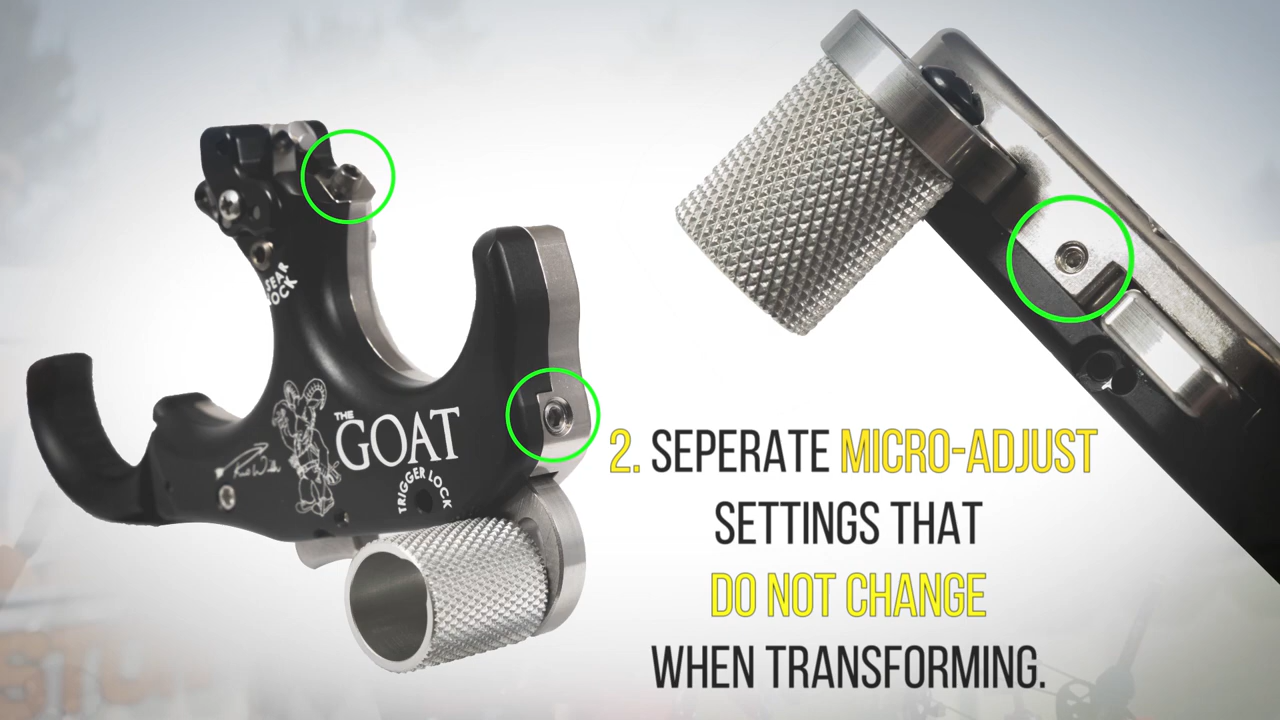 SEAR
LOCK
THE
GOAT
TRIGGER LOCK
2. SEPERATE MICRO-ADJUST
SETTINGS THAT
DO NOT CHANGE
WHEN TRANSFORMING.